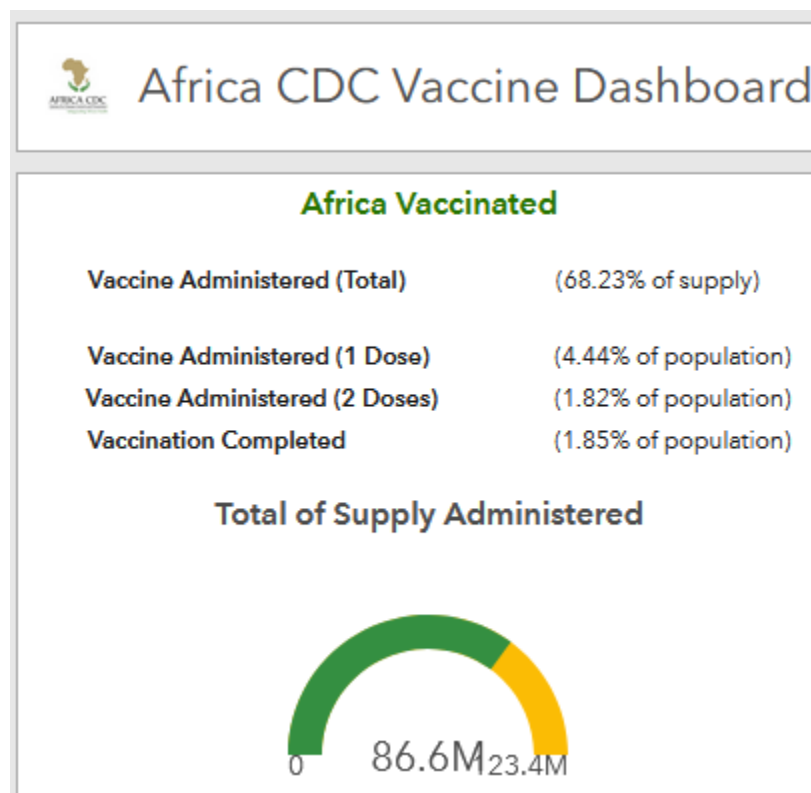 AFRICA CDC
Africa CDC Vaccine Dashboard
Africa Vaccinated
Vaccine Administered (Total) (68.23% of supply)
Vaccine Administered (1 Dose) (4.44% of population)
Vaccine Administered (2 Doses) (1.82% of population)
Vaccination Completed (1.85% of population)
Total of Supply Administered
0 86.6M 23.4M